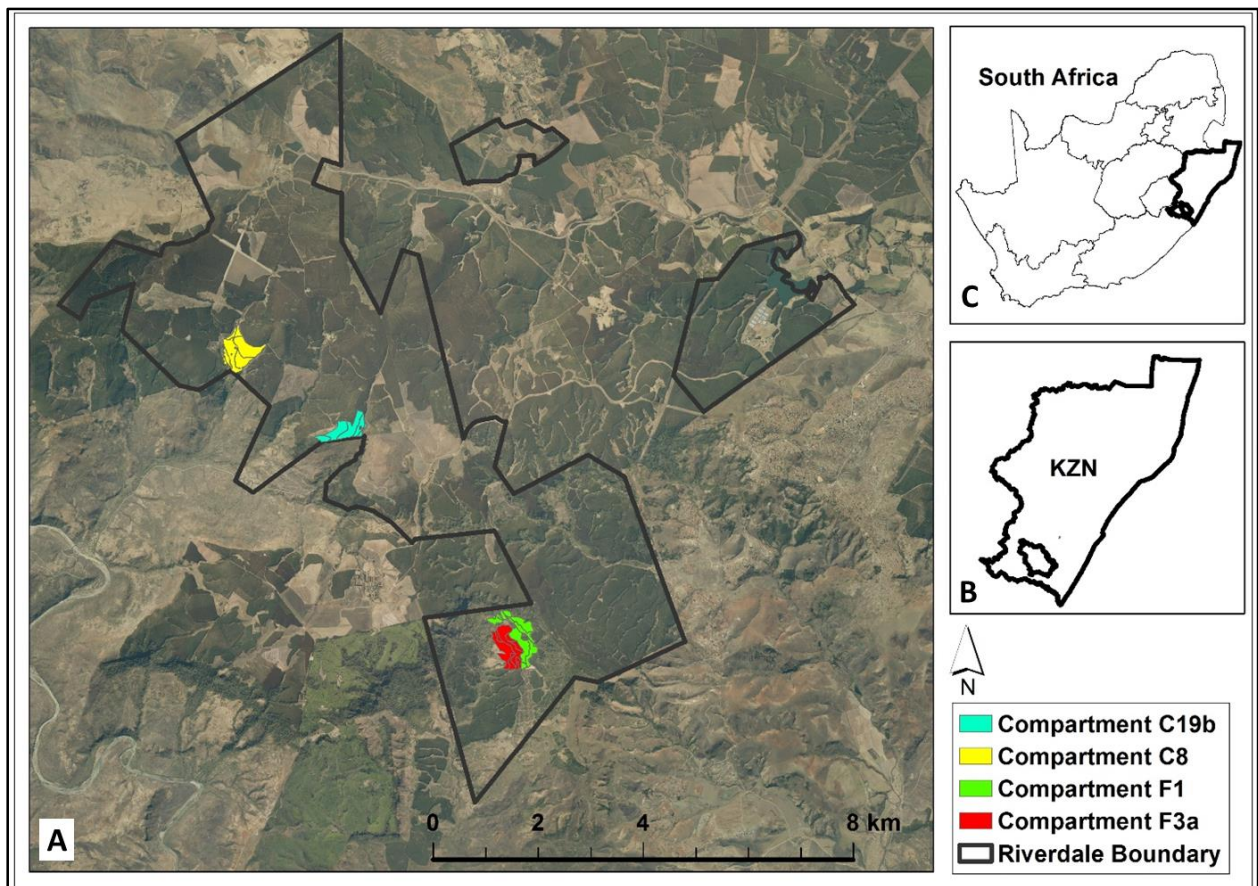 South Africa
C
KZN
B
N
Compartment C19b
Compartment C8
Compartment F1
Compartment F3a
Riverdale Boundary
A
0 2 4 8 km